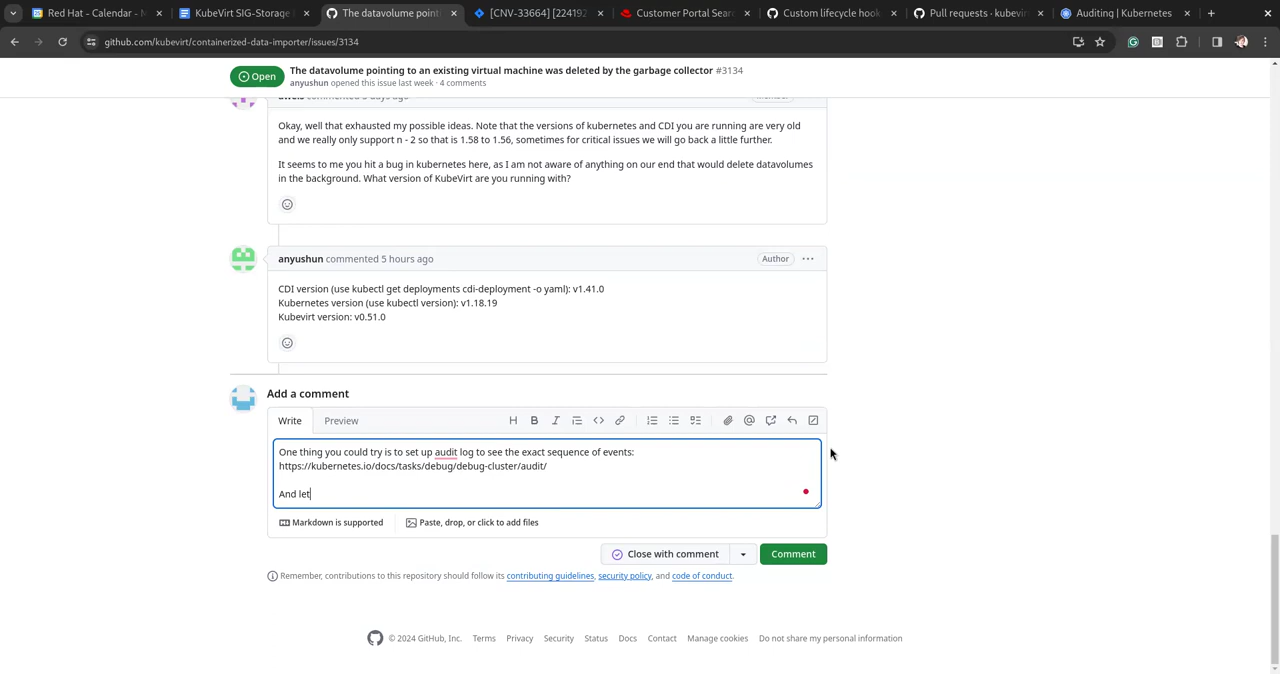 Red Hat - Calendar - M
KubeVirt SIG-Storage
The datavolume point
[CNV-33664] [224192
Customer Portal Sear
Custom lifecycle hook
Pull requests · kubevir
Auditing | Kubernetes
github.com/kubevirt/containerized-data-importer/issues/3134
Open
The datavolume pointing to an existing virtual machine was deleted by the garbage collector #3134
anyushun opened this issue last week · 4 comments
Okay, well that exhausted my possible ideas. Note that the versions of kubernetes and CDI you are running are very old
and we really only support n - 2 so that is 1.58 to 1.56, sometimes for critical issues we will go back a little further.
It seems to me you hit a bug in kubernetes here, as I am not aware of anything on our end that would delete datavolumes
in the background. What version of KubeVirt are you running with?
anyushun commented 5 hours ago
Author
CDI version (use kubectl get deployments cdi-deployment -o yaml): v1.41.0
Kubernetes version (use kubectl version): v1.18.19
Kubevirt version: v0.51.0
Add a comment
Write
Preview
One thing you could try is to set up audit log to see the exact sequence of events:
https://kubernetes.io/docs/tasks/debug/debug-cluster/audit/
And let
Markdown is supported
Paste, drop, or click to add files
Close with comment
Comment
Remember, contributions to this repository should follow its contributing guidelines, security policy, and code of conduct.
© 2024 GitHub, Inc. Terms Privacy Security Status Docs Contact Manage cookies Do not share my personal information